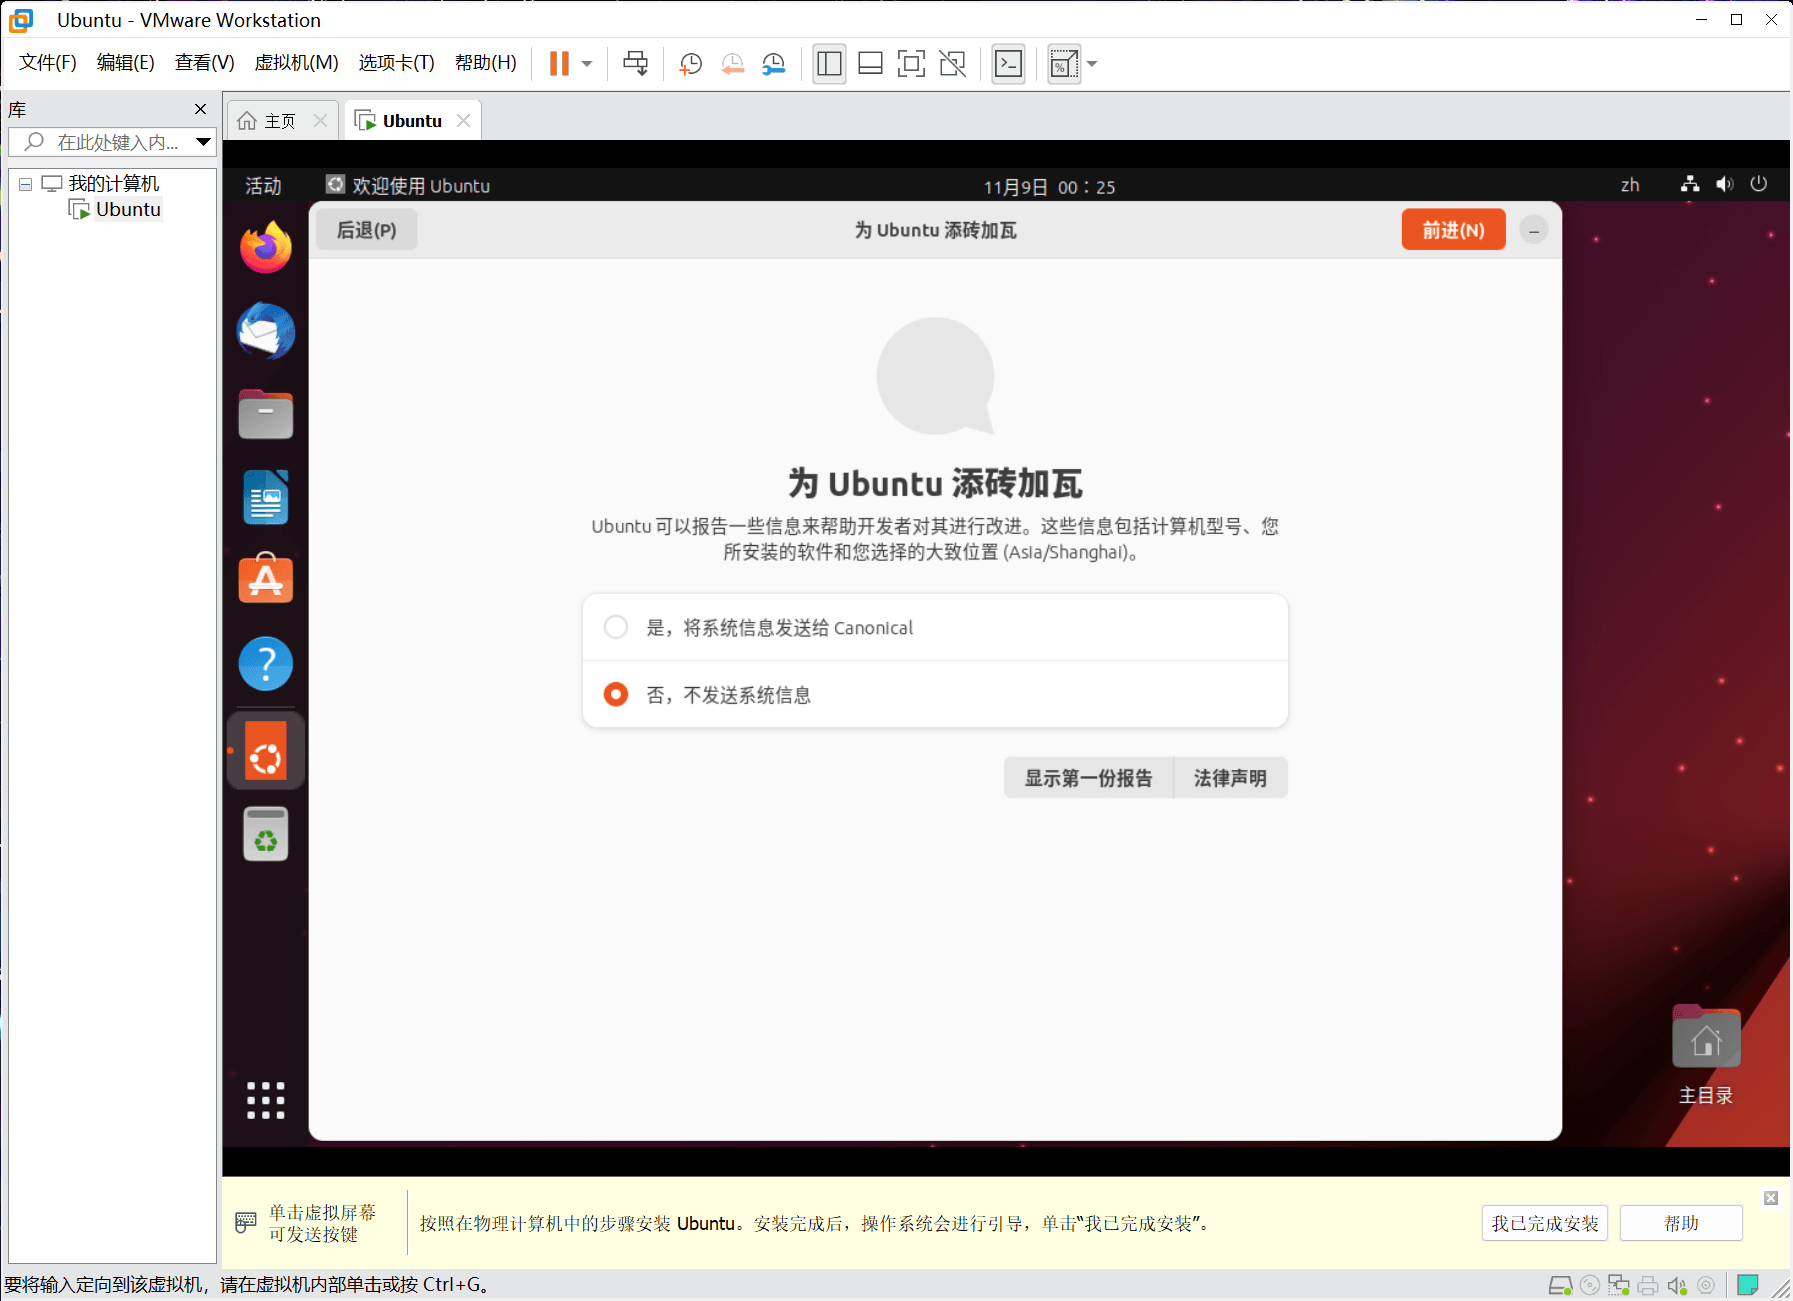 Ubuntu - VMware Workstation
文件(F) 编辑(E) 查看(V) 虚拟机(M) 选项卡(T) 帮助(H)
库
在此处键入内...
我的计算机
Ubuntu
主页
Ubuntu
活动
欢迎使用 Ubuntu
11月9日 00：25
zh
后退(P)
为 Ubuntu 添砖加瓦
前进(N)
为 Ubuntu 添砖加瓦
Ubuntu 可以报告一些信息来帮助开发者对其进行改进。这些信息包括计算机型号、您
所安装的软件和您选择的大致位置 (Asia/Shanghai)。
是，将系统信息发送给 Canonical
否，不发送系统信息
显示第一份报告
法律声明
主目录
单击虚拟屏幕
可发送按键
按照在物理计算机中的步骤安装 Ubuntu。安装完成后，操作系统会进行引导，单击“我已完成安装”。
我已完成安装
帮助
要将输入定向到该虚拟机，请在虚拟机内部单击或按 Ctrl+G。